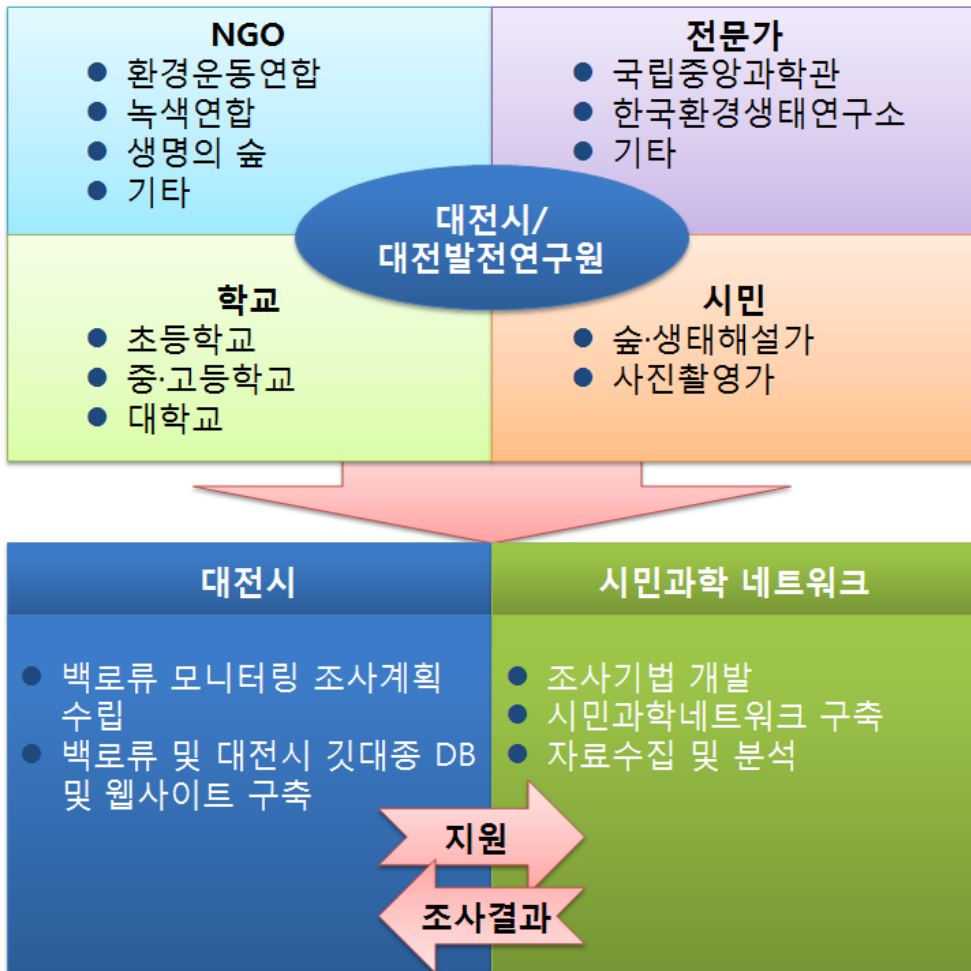 NGO
● 환경운동연합
● 녹색연합
● 생명의 숲
● 기타
전문가
● 국립중앙과학관
● 한국환경생태연구소
● 기타
대전시/
대전발전연구원
학교
● 초등학교
● 중·고등학교
● 대학교
시민
● 숲·생태해설가
● 사진촬영가
대전시
● 백로류 모니터링 조사계획
수립
● 백로류 및 대전시 깃대종 DB
및 웹사이트 구축
시민과학 네트워크
● 조사기법 개발
● 시민과학네트워크 구축
● 자료수집 및 분석
지원
조사결과